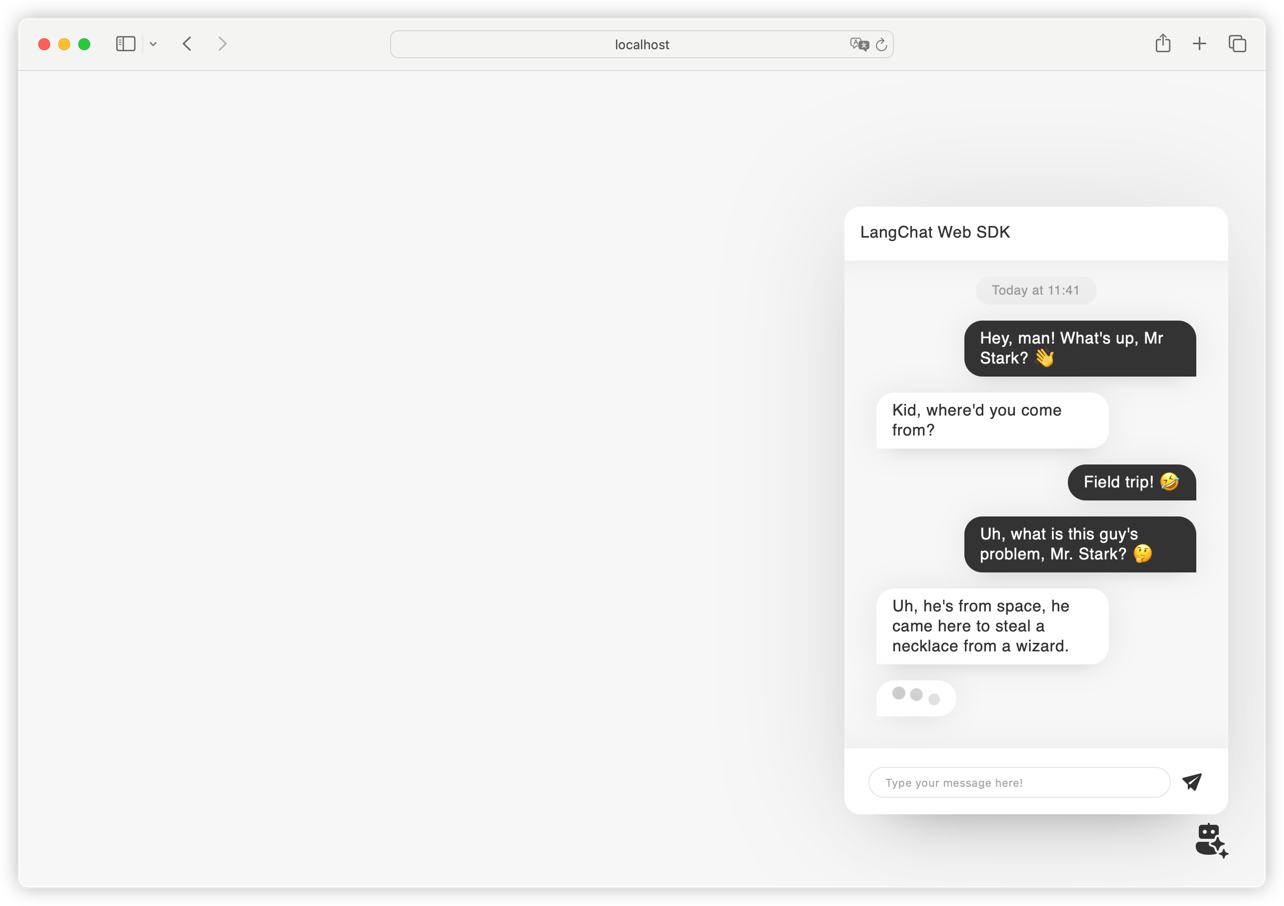 localhost
LangChat Web SDK
Today at 11:41
Hey, man! What's up, Mr
Stark? 👋
Kid, where'd you come
from?
Field trip! 🤣
Uh, what is this guy's
problem, Mr. Stark? 🤔
Uh, he's from space, he
came here to steal a
necklace from a wizard.
Type your message here!